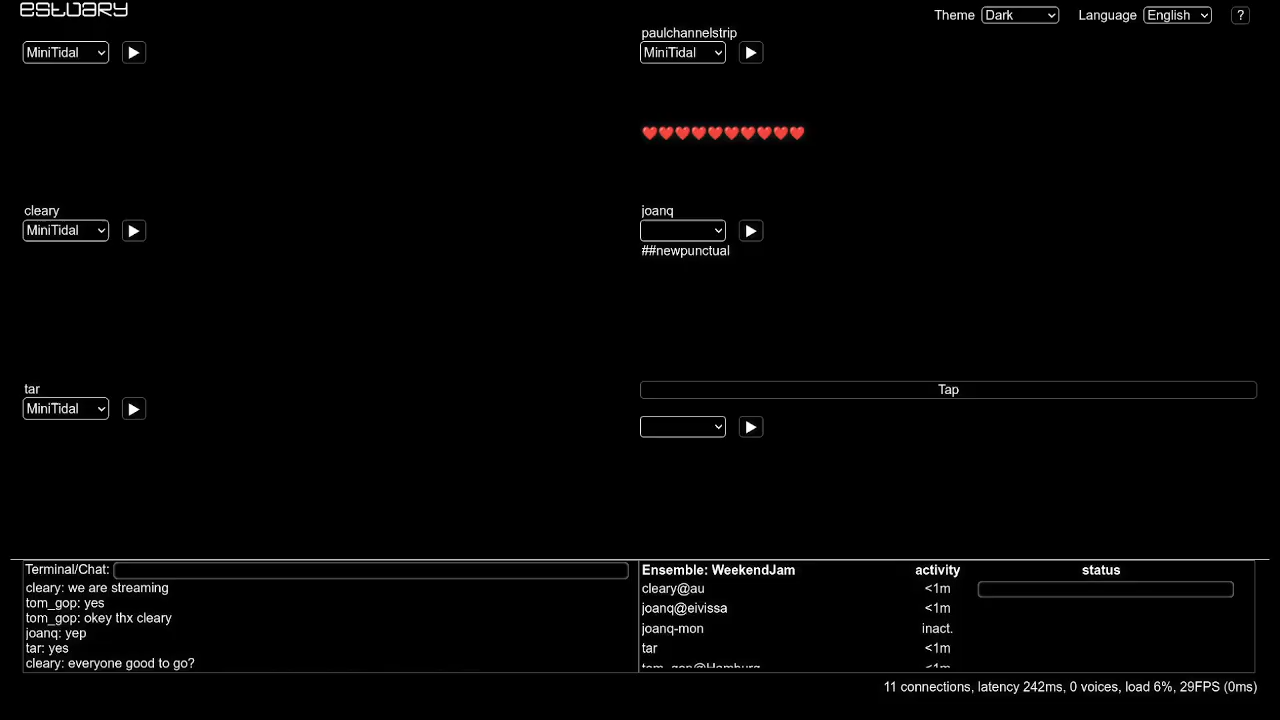 estuary
Theme Dark Language English ?
MiniTidal
paulchannelstrip
MiniTidal
cleary
MiniTidal
joanq
##newpunctual
tar
MiniTidal
Tap
Terminal/Chat:
cleary: we are streaming
tom_gop: yes
tom_gop: okey thx cleary
joanq: yep
tar: yes
cleary: everyone good to go?
Ensemble: WeekendJam activity status
cleary@au <1m
joanq@eivissa <1m
joanq-mon inact.
tar <1m
tom_gop@Hamburg <1m
11 connections, latency 242ms, 0 voices, load 6%, 29FPS (0ms)